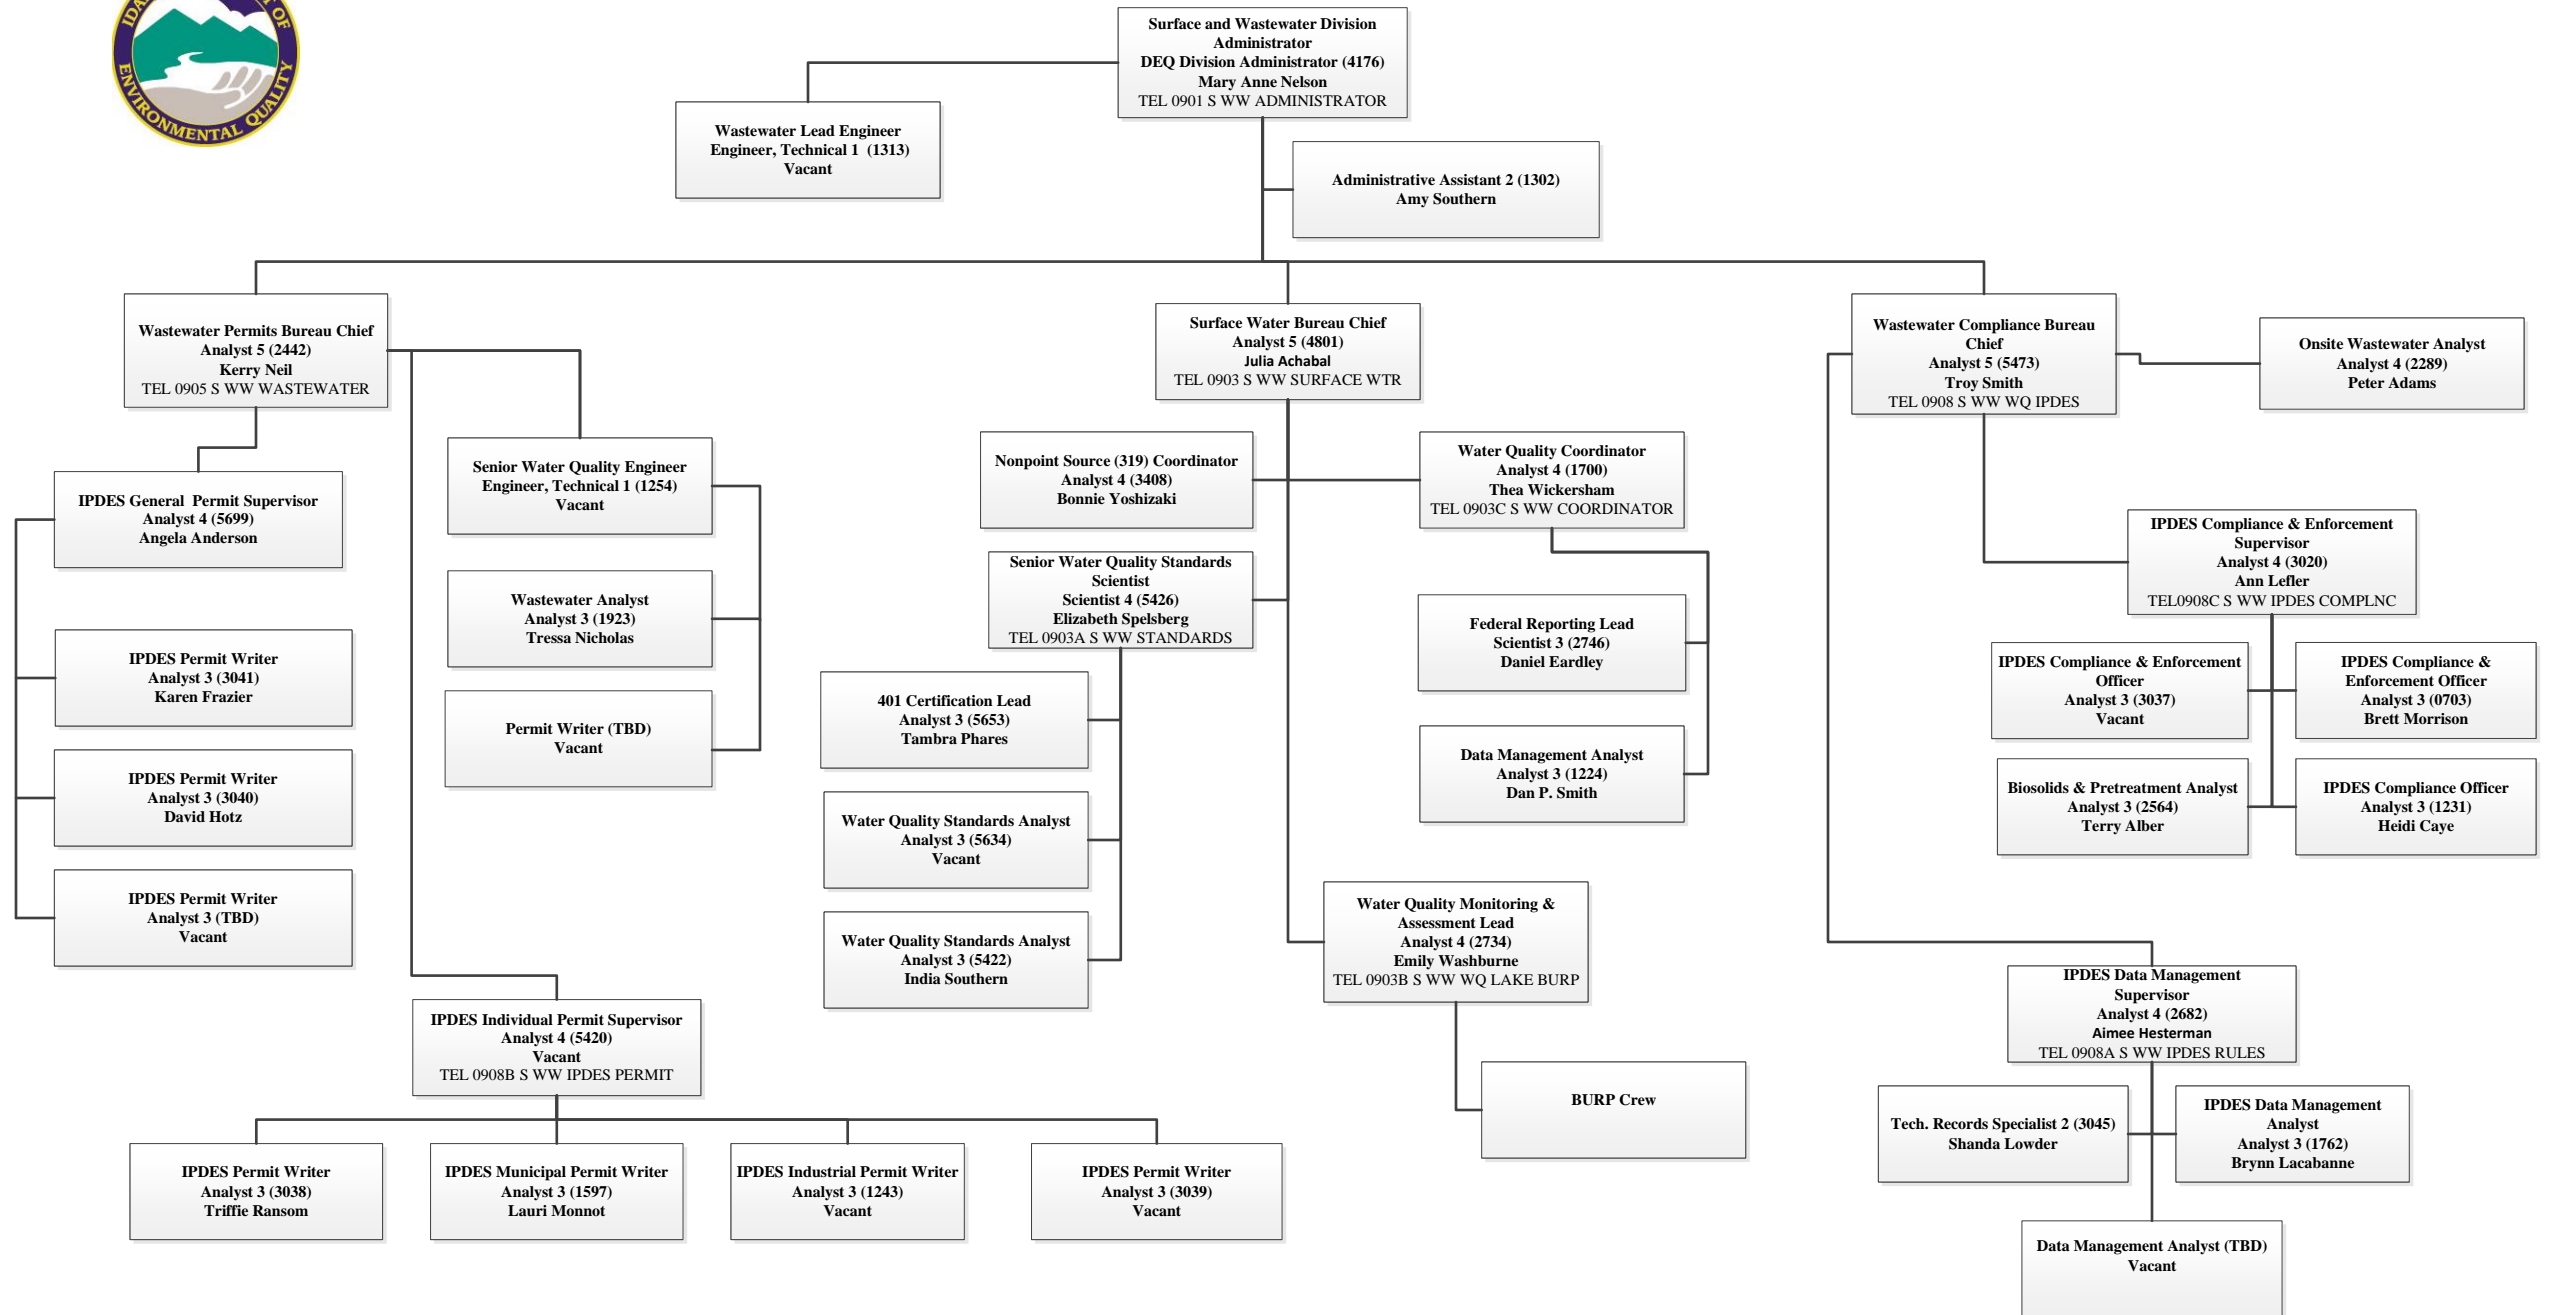 ENVIRONMENTAL QUALITY
Surface and Wastewater Division
Administrator
DEQ Division Administrator (4176)
Mary Anne Nelson
TEL 0901 S WW ADMINISTRATOR
Wastewater Lead Engineer
Engineer, Technical 1 (1313)
Vacant
Administrative Assistant 2 (1302)
Amy Southern
Wastewater Permits Bureau Chief
Analyst 5 (2442)
Kerry Neil
TEL 0905 S WW WASTEWATER
IPDES General Permit Supervisor
Analyst 4 (5699)
Angela Anderson
IPDES Permit Writer
Analyst 3 (3041)
Karen Frazier
IPDES Permit Writer
Analyst 3 (3040)
David Hotz
IPDES Permit Writer
Analyst 3 (TBD)
Vacant
Senior Water Quality Engineer
Engineer, Technical 1 (1254)
Vacant
Wastewater Analyst
Analyst 3 (1923)
Tressa Nicholas
Permit Writer (TBD)
Vacant
IPDES Individual Permit Supervisor
Analyst 4 (5420)
Vacant
TEL 0908B S WW IPDES PERMIT
IPDES Permit Writer
Analyst 3 (3038)
Triffie Ransom
IPDES Municipal Permit Writer
Analyst 3 (1597)
Lauri Monnot
IPDES Industrial Permit Writer
Analyst 3 (1243)
Vacant
IPDES Permit Writer
Analyst 3 (3039)
Vacant
Surface Water Bureau Chief
Analyst 5 (4801)
Julia Achabal
TEL 0903 S WW SURFACE WTR
Nonpoint Source (319) Coordinator
Analyst 4 (3408)
Bonnie Yoshizaki
Water Quality Coordinator
Analyst 4 (1700)
Thea Wickersham
TEL 0903C S WW COORDINATOR
Senior Water Quality Standards
Scientist
Scientist 4 (5426)
Elizabeth Spelsberg
TEL 0903A S WW STANDARDS
401 Certification Lead
Analyst 3 (5653)
Tambra Phares
Water Quality Standards Analyst
Analyst 3 (5634)
Vacant
Water Quality Standards Analyst
Analyst 3 (5422)
India Southern
Federal Reporting Lead
Scientist 3 (2746)
Daniel Eardley
Data Management Analyst
Analyst 3 (1224)
Dan P. Smith
Water Quality Monitoring &
Assessment Lead
Analyst 4 (2734)
Emily Washburne
TEL 0903B S WW WQ LAKE BURP
BURP Crew
Wastewater Compliance Bureau
Chief
Analyst 5 (5473)
Troy Smith
TEL 0908 S WW WQ IPDES
Onsite Wastewater Analyst
Analyst 4 (2289)
Peter Adams
IPDES Compliance & Enforcement
Supervisor
Analyst 4 (3020)
Ann Lefler
TEL0908C S WW IPDES COMPLNC
IPDES Compliance & Enforcement
Officer
Analyst 3 (3037)
Vacant
IPDES Compliance &
Enforcement Officer
Analyst 3 (0703)
Brett Morrison
Biosolids & Pretreatment Analyst
Analyst 3 (2564)
Terry Alber
IPDES Compliance Officer
Analyst 3 (1231)
Heidi Caye
IPDES Data Management
Supervisor
Analyst 4 (2682)
Aimee Hesterman
TEL 0908A S WW IPDES RULES
Tech. Records Specialist 2 (3045)
Shanda Lowder
IPDES Data Management
Analyst
Analyst 3 (1762)
Brynn Lacabanne
Data Management Analyst (TBD)
Vacant